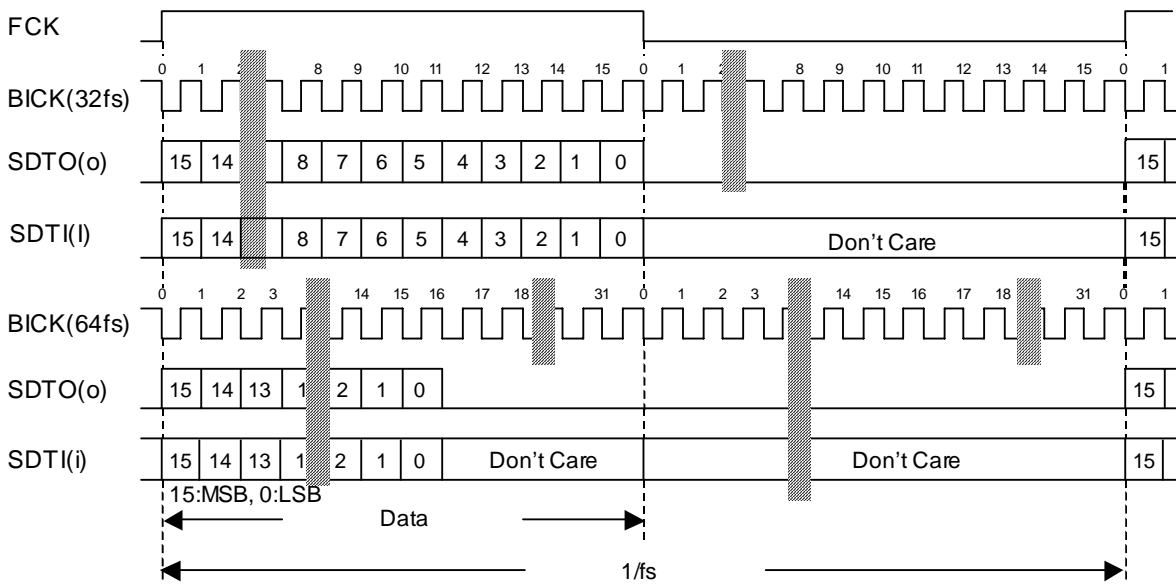 FCK
0 1 2 8 9 10 11 12 13 14 15 0 1 2 8 9 10 11 12 13 14 15 0 1
BICK(32fs)
SDTO(o) 15 14 8 7 6 5 4 3 2 1 0 15
SDTI(I) 15 14 8 7 6 5 4 3 2 1 0 Don't Care 15
0 1 2 3 14 15 16 17 18 31 0 1 2 3 14 15 16 17 18 31 0 1
BICK(64fs)
SDTO(o) 15 14 13 1 2 1 0 15
SDTI(i) 15 14 13 1 2 1 0 Don't Care Don't Care 15
15:MSB, 0:LSB
Data
1/fs